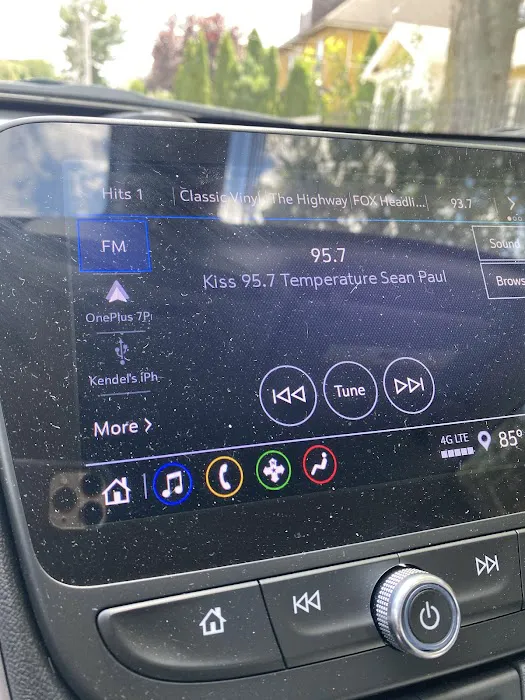 Hits 1
Classic Vinyl
The Highway
FOX Headli...
93.7
FM
95.7
Sound
Kiss 95.7 Temperature Sean Paul
Brows
OnePlus 7P
Kendel's iPh
Tune
More
4G LTE
85°